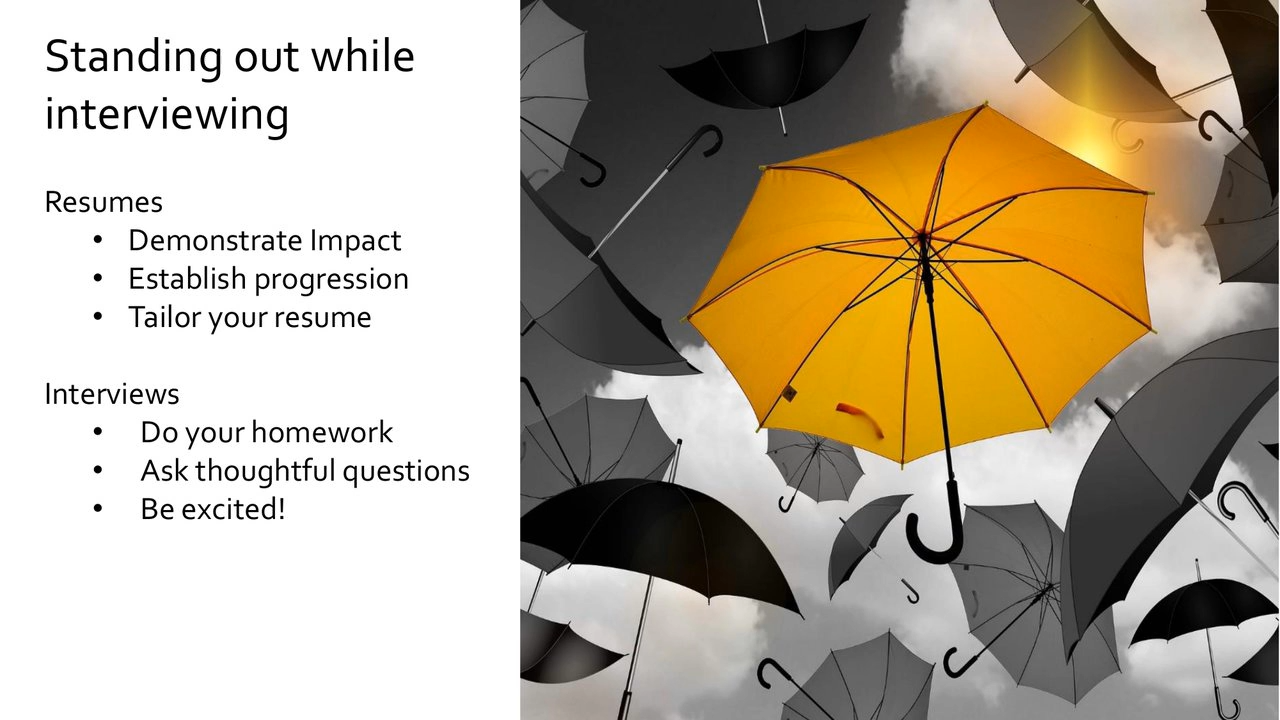 Standing out while
interviewing
Resumes
• Demonstrate Impact
• Establish progression
• Tailor your resume
Interviews
• Do your homework
• Ask thoughtful questions
• Be excited!